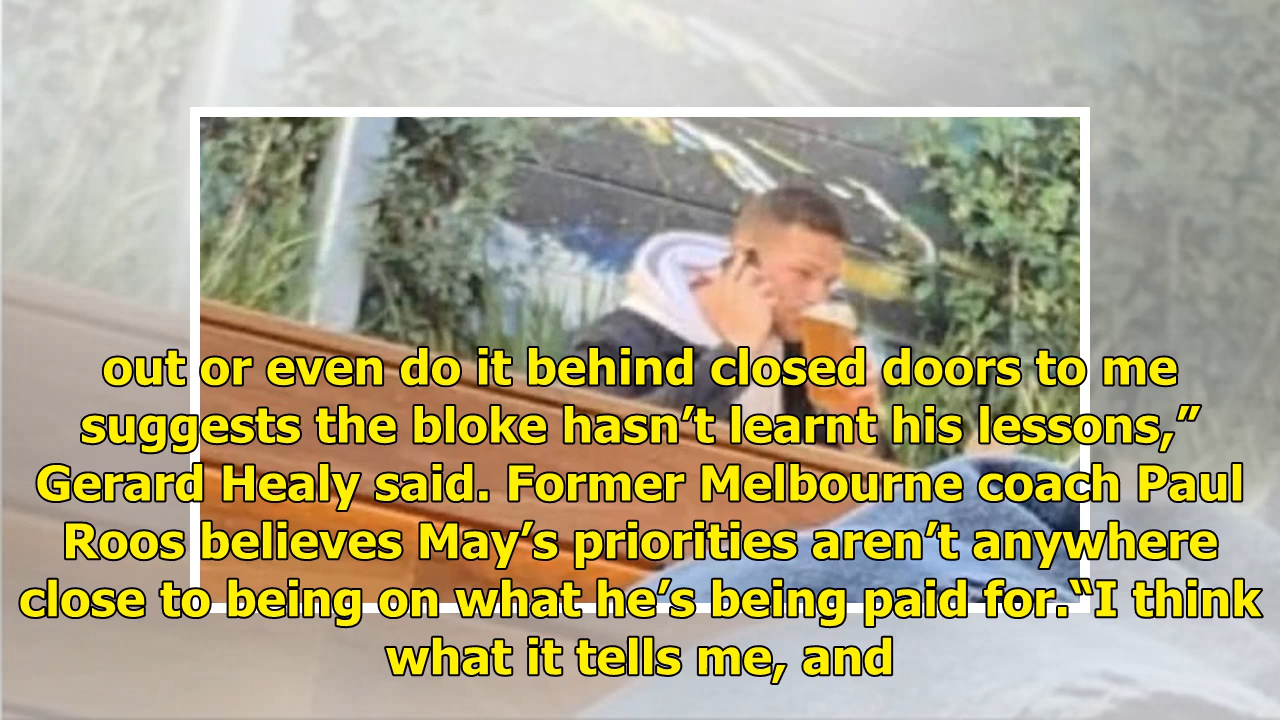 out or even do it behind closed doors to me
suggests the bloke hasn’t learnt his lessons,”
Gerard Healy said. Former Melbourne coach Paul
Roos believes May’s priorities aren’t anywhere
close to being on what he’s being paid for.“I think
what it tells me, and